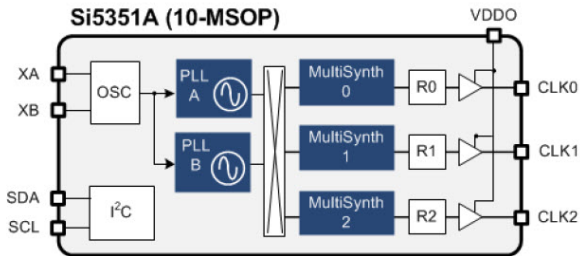 Si5351A (10-MSOP)
VDDO
XA
XB
OSC
PLL
A
PLL
B
MultiSynth
0
R0
CLK0
MultiSynth
1
R1
CLK1
MultiSynth
2
R2
CLK2
SDA
SCL
I²C